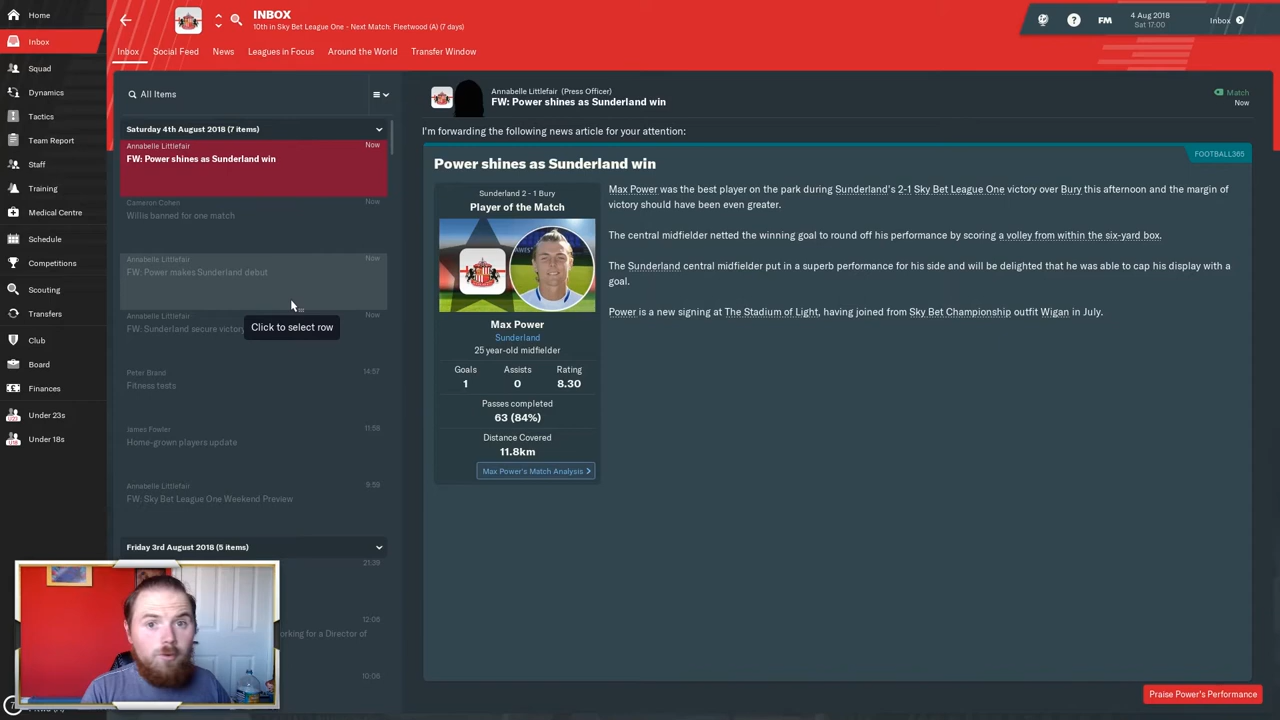 Home
Inbox
Squad
Dynamics
Tactics
Team Report
Staff
Training
Medical Centre
Schedule
Competitions
Scouting
Transfers
Club
Board
Finances
Under 23s
Under 18s
INBOX
10th in Sky Bet League One - Next Match: Fleetwood (A) (7 days)
4 Aug 2018
Sat 17:00
FM
Inbox
Inbox
Social Feed
News
Leagues in Focus
Around the World
Transfer Window
All Items
Saturday 4th August 2018 (7 items)
Annabelle Littlefair Now
FW: Power shines as Sunderland win
Cameron Cohen Now
Willis banned for one match
Annabelle Littlefair Now
FW: Power makes Sunderland debut
Annabelle Littlefair Now
FW: Sunderland secure victory
Click to select row
Peter Brand 14:57
Fitness tests
James Fowler 11:59
Home-grown players update
Annabelle Littlefair 9:59
FW: Sky Bet League One Weekend Preview
Friday 3rd August 2018 (5 items)
21:39
12:06
orking for a Director of
10:06
Annabelle Littlefair (Press Officer)
FW: Power shines as Sunderland win
Match
Now
I'm forwarding the following news article for your attention:
FOOTBALL365
Power shines as Sunderland win
Sunderland 2 - 1 Bury
Player of the Match
Max Power
Sunderland
25 year-old midfielder
Goals Assists Rating
1 0 8.30
Passes completed
63 (84%)
Distance Covered
11.8km
Max Power's Match Analysis
Max Power was the best player on the park during Sunderland's 2-1 Sky Bet League One victory over Bury this afternoon and the margin of
victory should have been even greater.
The central midfielder netted the winning goal to round off his performance by scoring a volley from within the six-yard box.
The Sunderland central midfielder put in a superb performance for his side and will be delighted that he was able to cap his display with a
goal.
Power is a new signing at The Stadium of Light, having joined from Sky Bet Championship outfit Wigan in July.
Praise Power's Performance